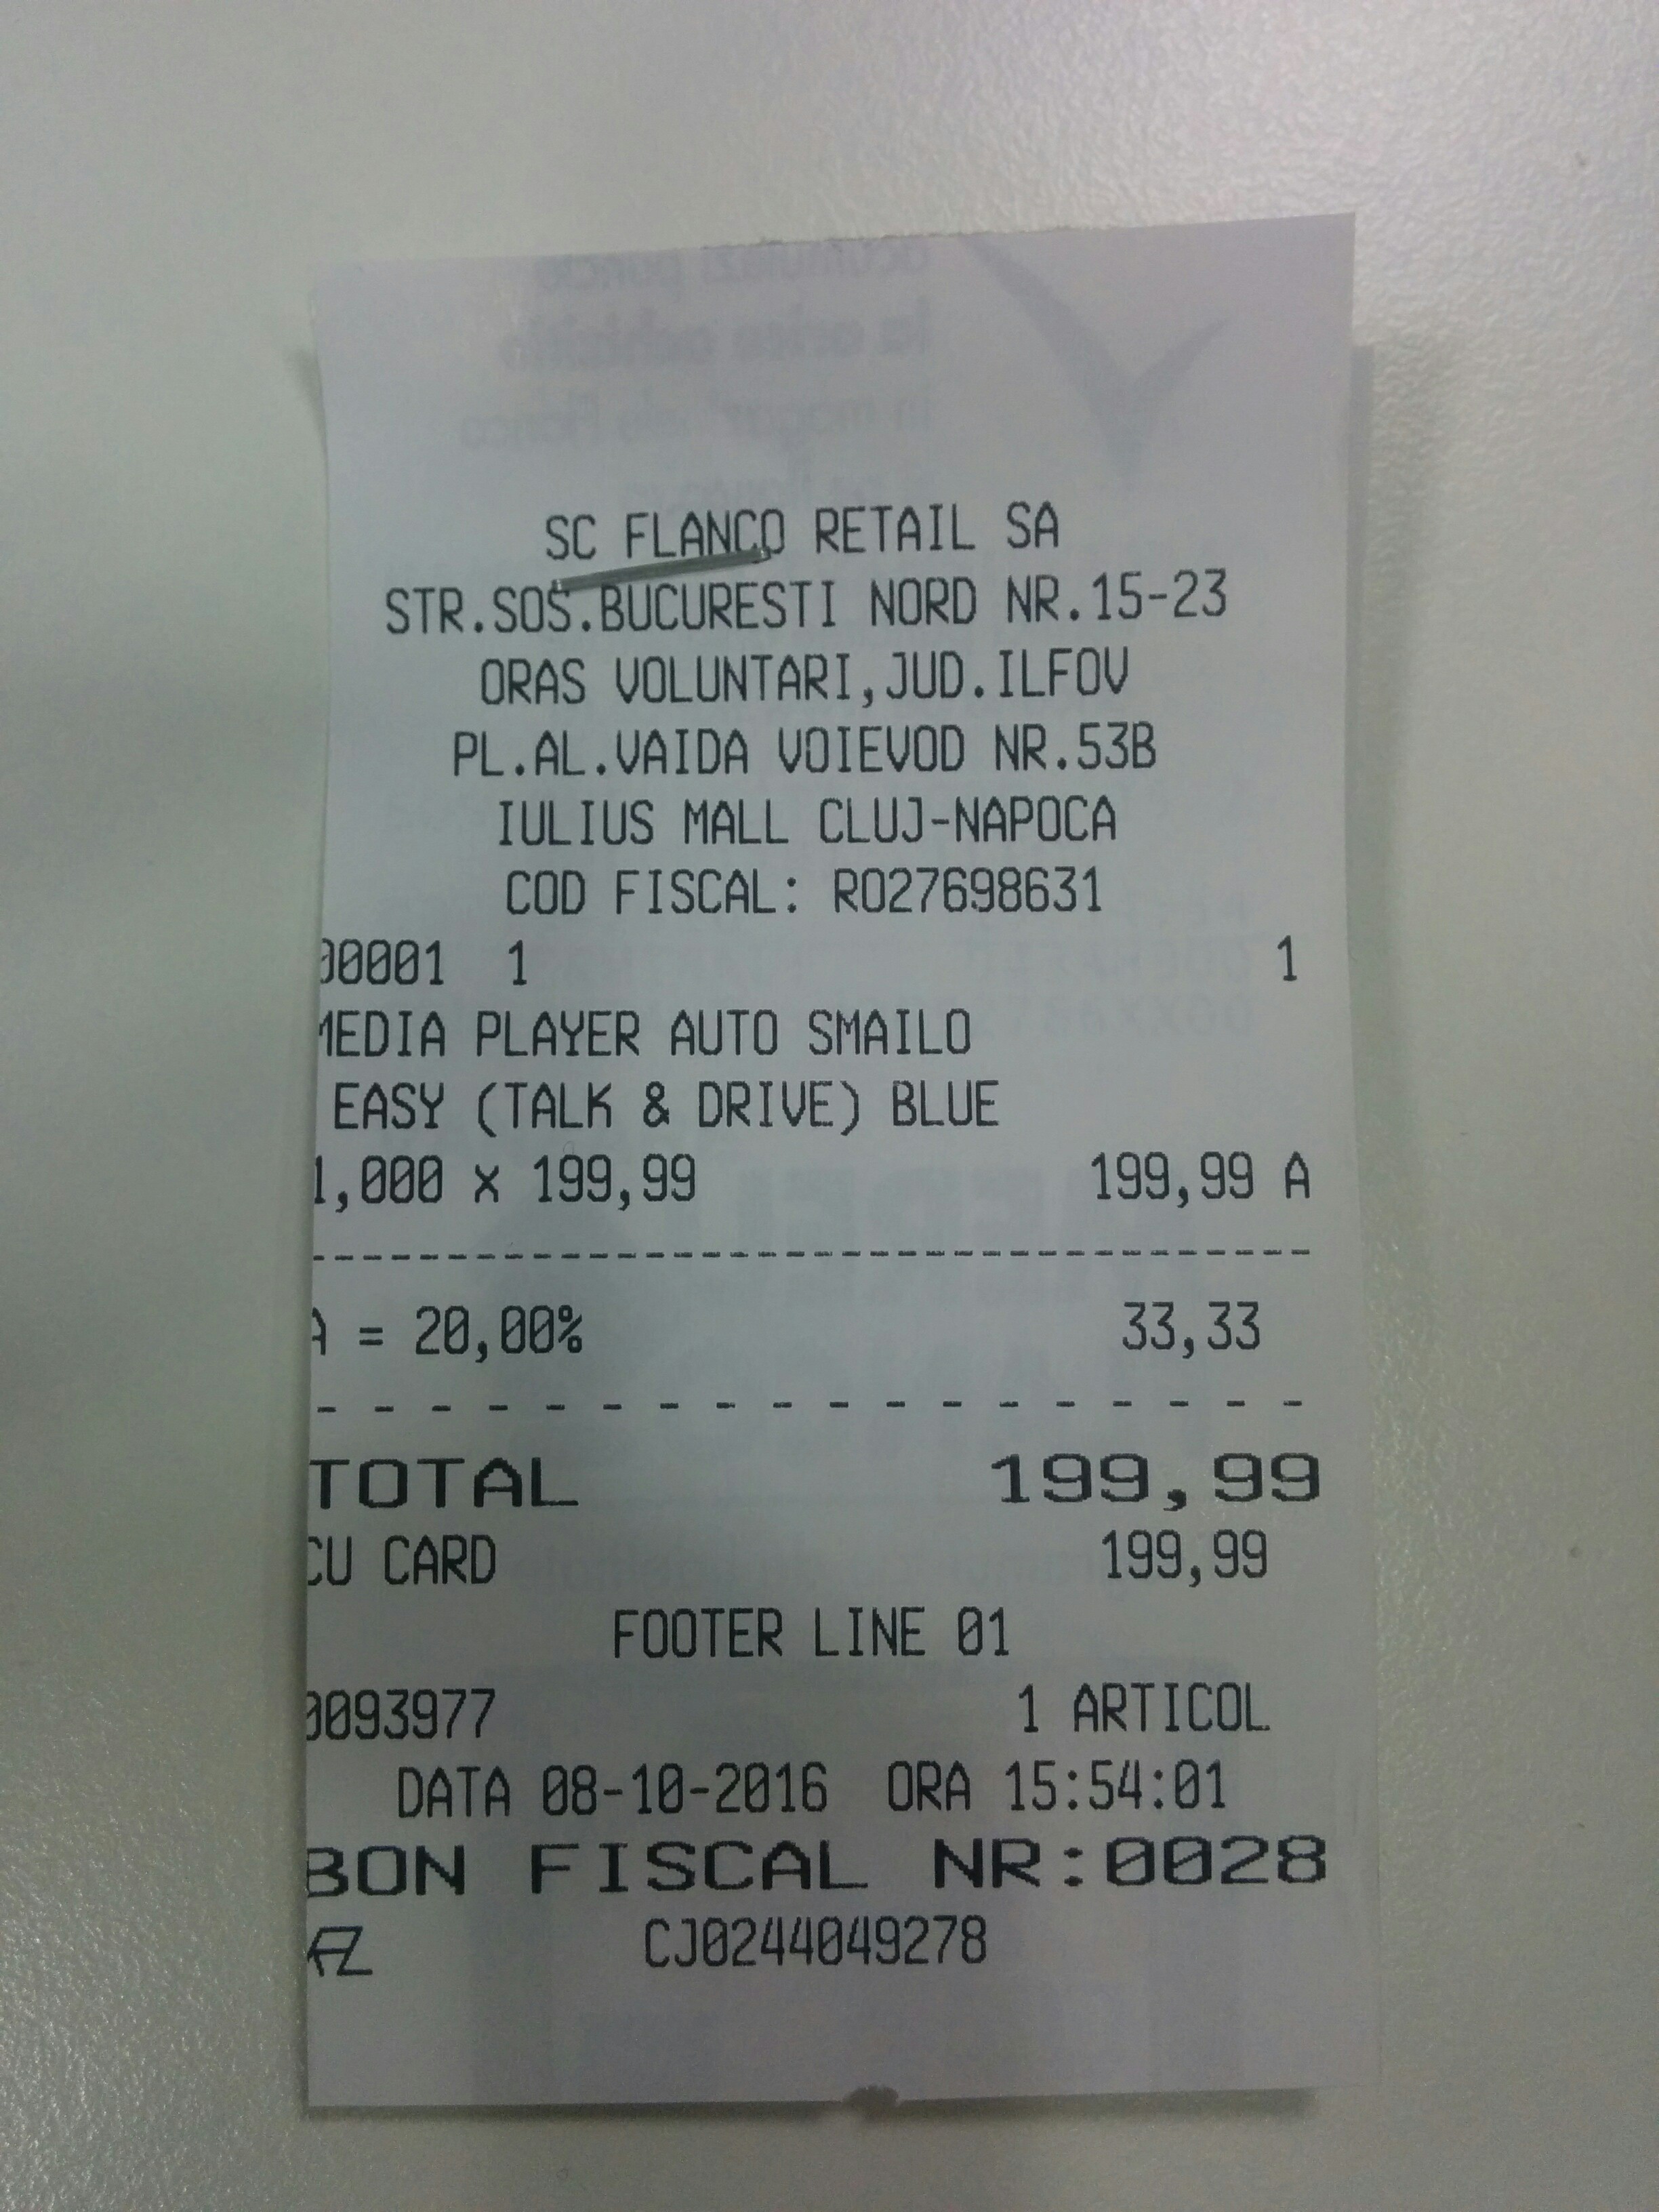 SC FLANCO RETAIL SA
STR.SOS.BUCURESTI NORD NR.15-23
ORAS VOLUNTARI,JUD.ILFOV
PL.AL.VAIDA VOIEVOD NR.53B
IULIUS MALL CLUJ-NAPOCA
COD FISCAL: RO27698631
00001 1 1
MEDIA PLAYER AUTO SMAILO
EASY (TALK & DRIVE) BLUE
1,000 x 199,99 199,99 A
A = 20,00% 33,33
TOTAL 199,99
CU CARD 199,99
FOOTER LINE 01
0093977 1 ARTICOL
DATA 08-10-2016 ORA 15:54:01
BON FISCAL NR:0028
CJ0244049278